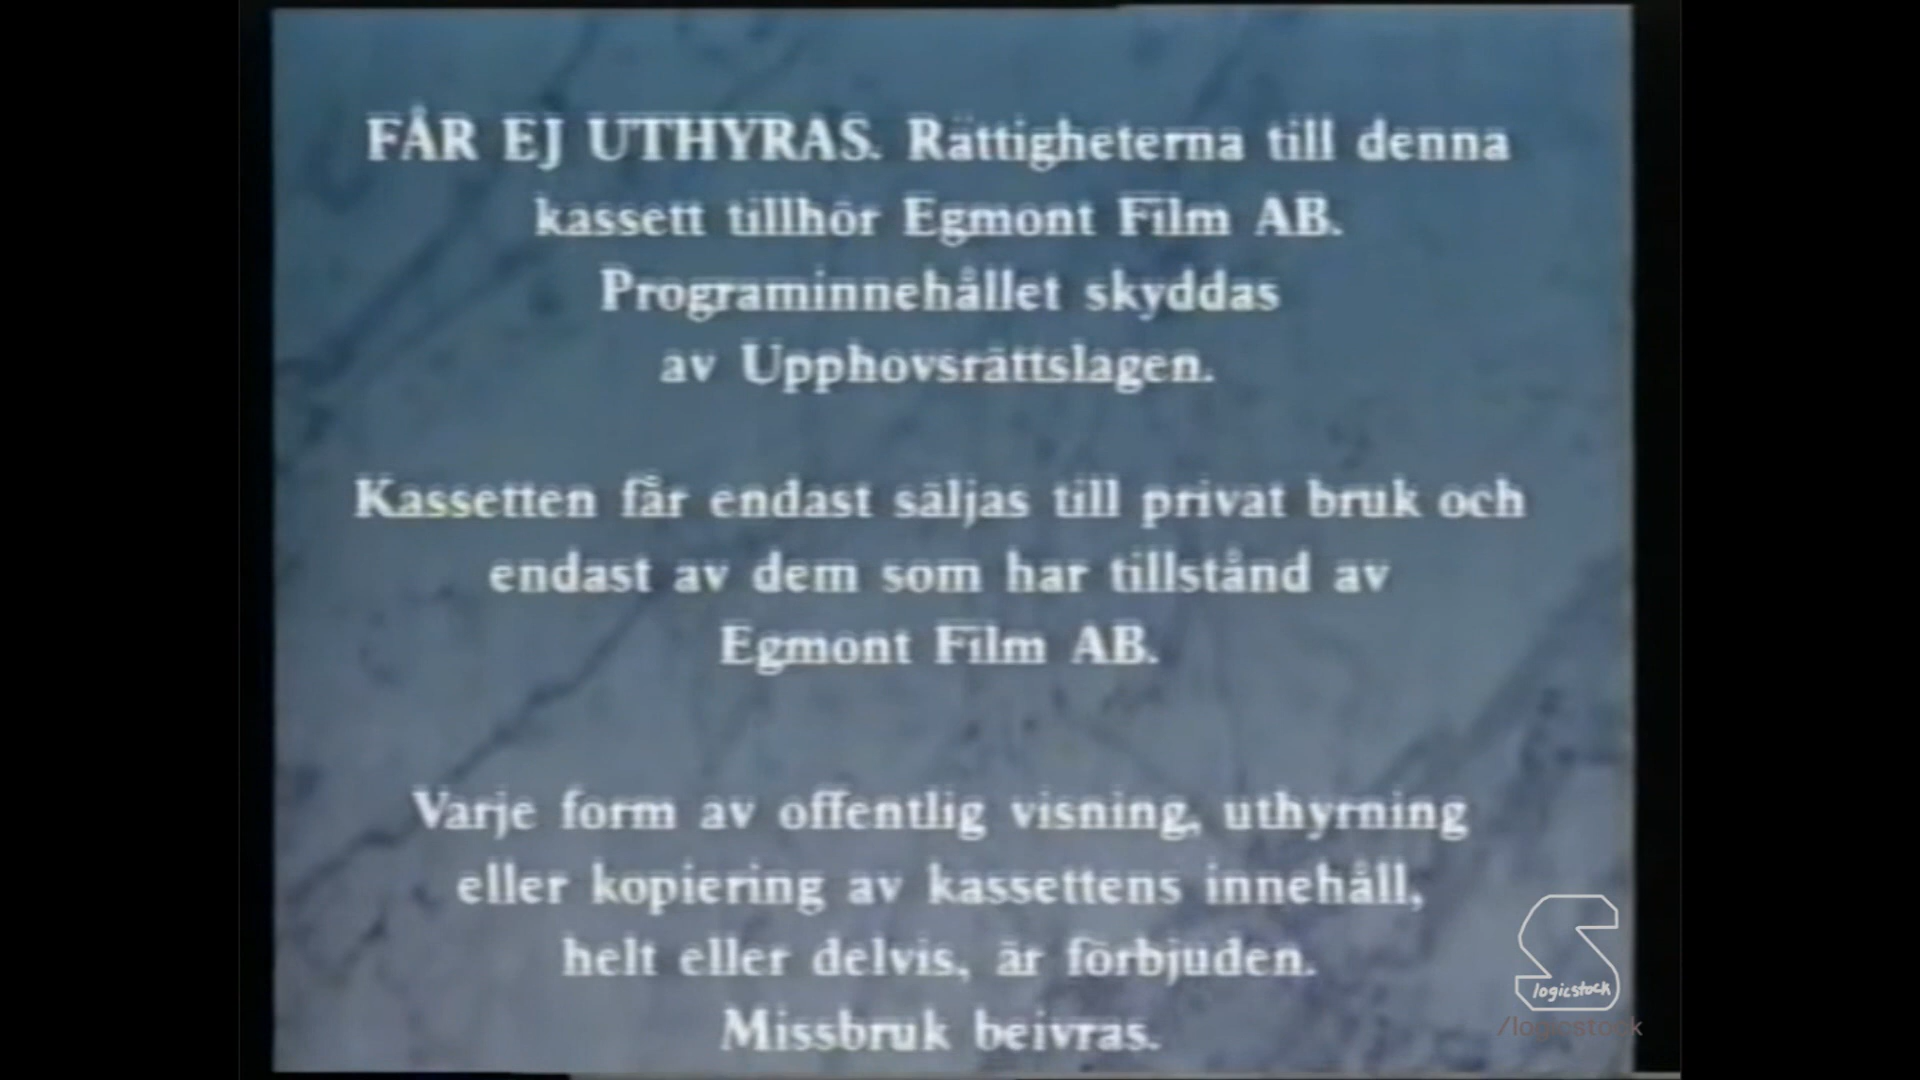 FÅR EJ UTHYRAS. Rättigheterna till denna
kassett tillhör Egmont Film AB.
Programinnehållet skyddas
av Upphovsrättslagen.
Kassetten får endast säljas till privat bruk och
endast av dem som har tillstånd av
Egmont Film AB.
Varje form av offentlig visning, uthyrning
eller kopiering av kassettens innehåll,
helt eller delvis, är förbjuden.
Missbruk beivras.
logicstock
/logicstock